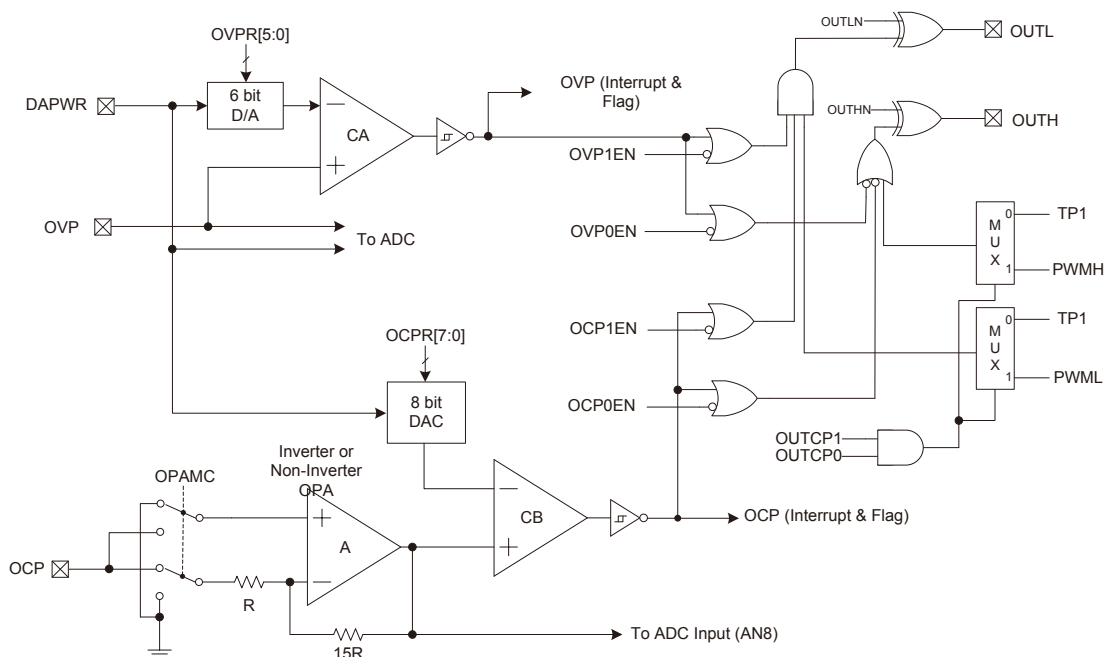 OVPR[5:0]
DAPWR
6 bit
D/A
CA
OVP (Interrupt &
Flag)
OUTLN
OUTL
OUTHN
OUTH
OVP1EN
OVP
To ADC
OVP0EN
M
U
X
0
1
TP1
PWMH
OCPR[7:0]
8 bit
DAC
OCP1EN
OCP0EN
M
U
X
0
1
TP1
PWML
OUTCP1
OUTCP0
Inverter or
Non-Inverter
OPA
OPAMC
A
CB
OCP (Interrupt & Flag)
OCP
R
15R
To ADC Input (AN8)